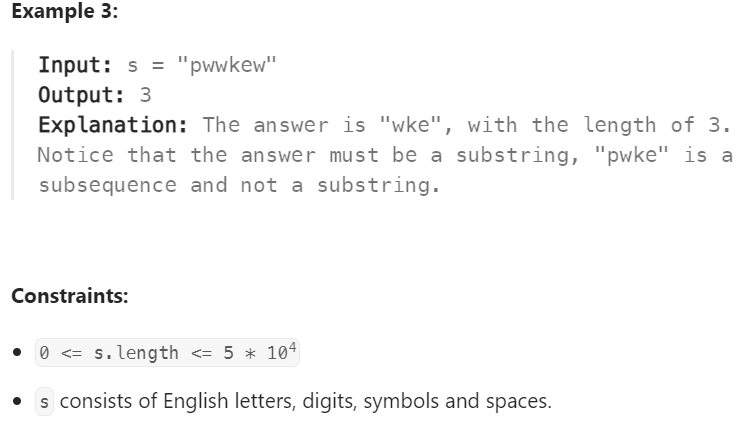 Example 3:
Input: s = "pwwkew"
Output: 3
Explanation: The answer is "wke", with the length of 3.
Notice that the answer must be a substring, "pwke" is a
subsequence and not a substring.
Constraints:
• 0 <= s.length <= 5 * 10⁴
• s consists of English letters, digits, symbols and spaces.